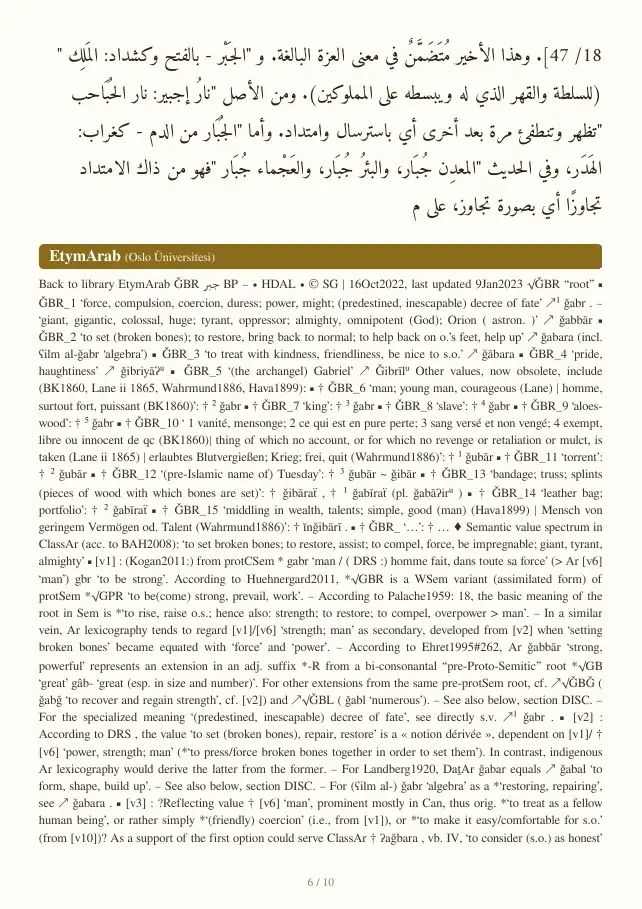 18/ 47]. وهذا الأخير مُتَضَمَّنٌ في معنى العزة البالغة. و "الجَبْر - بالفتح وكشداد: المَلِك "
(للسلطة والقهر الذي له ويبسطه على المملوكين). ومن الأصل "نارُ إجبير: نار الحُبَاحب
"تظهر وتنطفئ مرة بعد أخرى أي باسترسال وامتداد. وأما "الجُبَار من الدم - كغراب:
الهَدَر، وفي الحديث "المعدِن جُبَار، والبئرُ جُبَار، والعَجْماء جُبَار "فهو من ذاك الامتداد
تجاوزًا أي بصورة تجاوز، على م
EtymArab (Oslo Üniversitesi)
Back to library EtymArab ǦBR جبر BP – • HDAL • © SG | 16Oct2022, last updated 9Jan2023 √ǦBR “root” ▪
ǦBR_1 ‘force, compulsion, coercion, duress; power, might; (predestined, inescapable) decree of fate’ ↗¹ ǧabr . –
‘giant, gigantic, colossal, huge; tyrant, oppressor; almighty, omnipotent (God); Orion ( astron. )’ ↗ ǧabbār ▪
ǦBR_2 ‘to set (broken bones); to restore, bring back to normal; to help back on o.’s feet, help up’ ↗ ǧabara (incl.
ʕilm al-ǧabr ‘algebra’) ▪ ǦBR_3 ‘to treat with kindness, friendliness, be nice to s.o.’ ↗ ǧābara ▪ ǦBR_4 ‘pride,
haughtiness’ ↗ ǧibriyāʔᵘ ▪ ǦBR_5 ‘(the archangel) Gabriel’ ↗ Ǧibrīlᵘ Other values, now obsolete, include
(BK1860, Lane ii 1865, Wahrmund1886, Hava1899): ▪ † ǦBR_6 ‘man; young man, courageous (Lane) | homme,
surtout fort, puissant (BK1860)’: † ² ǧabr ▪ † ǦBR_7 ‘king’: † ³ ǧabr ▪ † ǦBR_8 ‘slave’: † ⁴ ǧabr ▪ † ǦBR_9 ‘aloes-
wood’: † ⁵ ǧabr ▪ † ǦBR_10 ‘ 1 vanité, mensonge; 2 ce qui est en pure perte; 3 sang versé et non vengé; 4 exempt,
libre ou innocent de qc (BK1860)| thing of which no account, or for which no revenge or retaliation or mulct, is
taken (Lane ii 1865) | erlaubtes Blutvergießen; Krieg; frei, quit (Wahrmund1886)’: † ¹ ǧubār ▪ † ǦBR_11 ‘torrent’:
† ² ǧubār ▪ † ǦBR_12 ‘(pre-Islamic name of) Tuesday’: † ³ ǧubār ~ ǧibār ▪ † ǦBR_13 ‘bandage; truss; splints
(pieces of wood with which bones are set)’: † ǧibāraẗ , † ¹ ǧabīraẗ (pl. ǧabāʔirᵘ ) ▪ † ǦBR_14 ‘leather bag;
portfolio’: † ² ǧabīraẗ ▪ † ǦBR_15 ‘middling in wealth, talents; simple, good (man) (Hava1899) | Mensch von
geringem Vermögen od. Talent (Wahrmund1886)’: † ĭnǧibārī . ▪ † ǦBR_ ‘…’: † … ♦ Semantic value spectrum in
ClassAr (acc. to BAH2008): ‘to set broken bones; to restore, assist; to compel, force, be impregnable; giant, tyrant,
almighty’ ▪ [v1] : (Kogan2011:) from protCSem * gabr ‘man / ( DRS :) homme fait, dans toute sa force’ (> Ar [v6]
‘man’) gbr ‘to be strong’. According to Huehnergard2011, *√GBR is a WSem variant (assimilated form) of
protSem *√GPR ‘to be(come) strong, prevail, work’. – According to Palache1959: 18, the basic meaning of the
root in Sem is *‘to rise, raise o.s.; hence also: strength; to restore; to compel, overpower > man’. – In a similar
vein, Ar lexicography tends to regard [v1]/[v6] ‘strength; man’ as secondary, developed from [v2] when ‘setting
broken bones’ became equated with ‘force’ and ‘power’. – According to Ehret1995#262, Ar ǧabbār ‘strong,
powerful’ represents an extension in an adj. suffix *-R from a bi-consonantal “pre-Proto-Semitic” root *√GB
‘great’ gâb- ‘great (esp. in size and number)’. For other extensions from the same pre-protSem root, cf. ↗√ǦBĞ (
ǧabǧ ‘to recover and regain strength’, cf. [v2]) and ↗√ǦBL ( ǧabl ‘numerous’). – See also below, section DISC. –
For the specialized meaning ‘(predestined, inescapable) decree of fate’, see directly s.v. ↗¹ ǧabr . ▪ [v2] :
According to DRS , the value ‘to set (broken bones), repair, restore’ is a « notion dérivée », dependent on [v1]/ †
[v6] ‘power, strength; man’ (*‘to press/force broken bones together in order to set them’). In contrast, indigenous
Ar lexicography would derive the latter from the former. – For Landberg1920, DaṯAr ǧabar equals ↗ ǧabal ‘to
form, shape, build up’. – See also below, section DISC. – For (ʕilm al-) ǧabr ‘algebra’ as a *‘restoring, repairing’,
see ↗ ǧabara . ▪ [v3] : ?Reflecting value † [v6] ‘man’, prominent mostly in Can, thus orig. *‘to treat as a fellow
human being’, or rather simply *‘(friendly) coercion’ (i.e., from [v1]), or *‘to make it easy/comfortable for s.o.’
(from [v10])? As a support of the first option could serve ClassAr † ʔaǧbara , vb. IV, ‘to consider (s.o.) as honest’
6 / 10